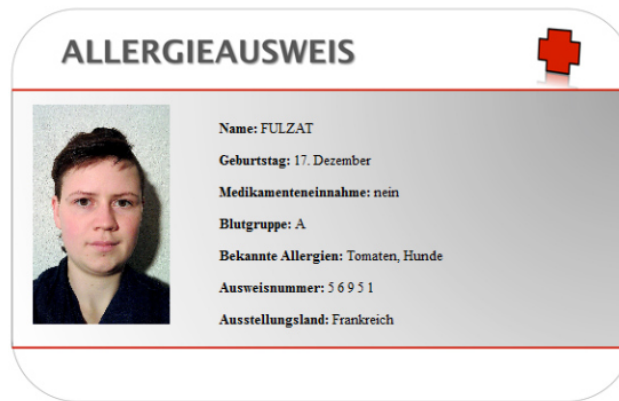 ALLERGIEAUSWEIS
Name: FULZAT
Geburtstag: 17. Dezember
Medikamenteneinnahme: nein
Blutgruppe: A
Bekannte Allergien: Tomaten, Hunde
Ausweisnummer: 5 6 9 5 1
Ausstellungsland: Frankreich